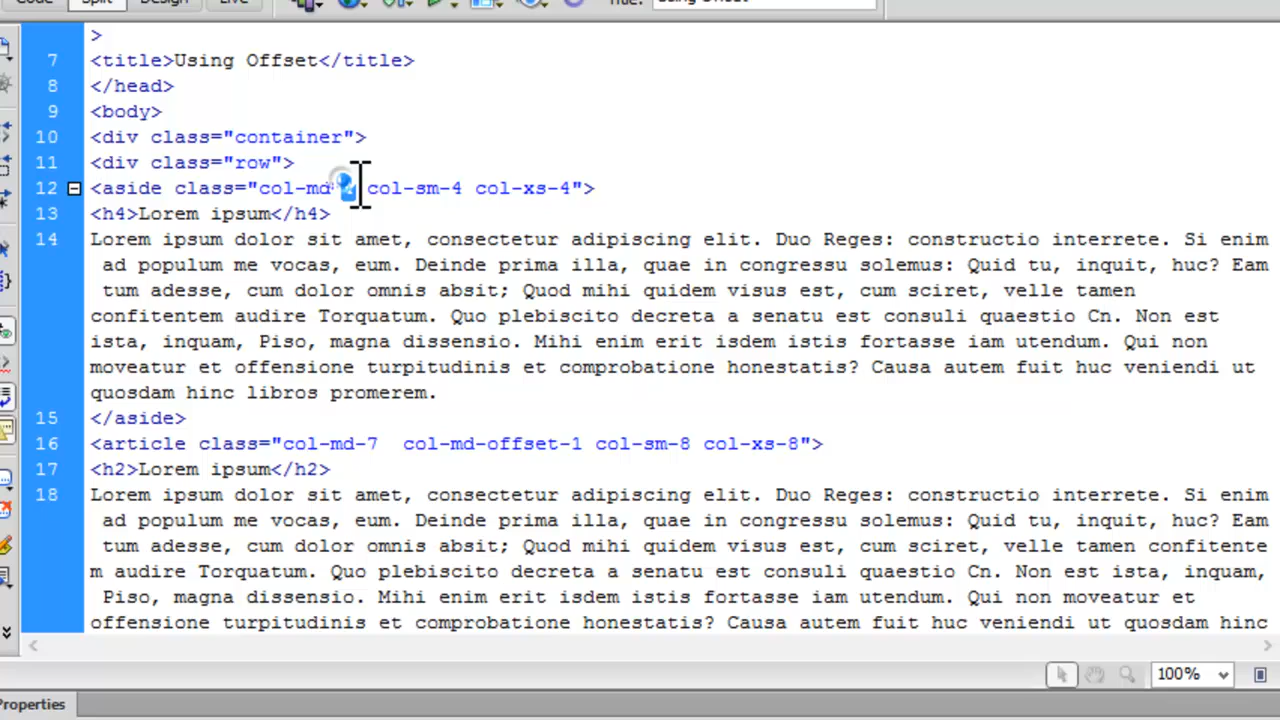 Code Split Design Live Title: Using Offset
>
7 <title>Using Offset</title>
8 </head>
9 <body>
10 <div class="container">
11 <div class="row">
12 <aside class="col-md col-sm-4 col-xs-4">
13 <h4>Lorem ipsum</h4>
14 Lorem ipsum dolor sit amet, consectetur adipiscing elit. Duo Reges: constructio interrete. Si enim
ad populum me vocas, eum. Deinde prima illa, quae in congressu solemus: Quid tu, inquit, huc? Eam
tum adesse, cum dolor omnis absit; Quod mihi quidem visus est, cum sciret, velle tamen
confitentem audire Torquatum. Quo plebiscito decreta a senatu est consuli quaestio Cn. Non est
ista, inquam, Piso, magna dissensio. Mihi enim erit isdem istis fortasse iam utendum. Qui non
moveatur et offensione turpitudinis et comprobatione honestatis? Causa autem fuit huc veniendi ut
quosdam hinc libros promerem.
15 </aside>
16 <article class="col-md-7  col-md-offset-1 col-sm-8 col-xs-8">
17 <h2>Lorem ipsum</h2>
18 Lorem ipsum dolor sit amet, consectetur adipiscing elit. Duo Reges: constructio interrete. Si enim
ad populum me vocas, eum. Deinde prima illa, quae in congressu solemus: Quid tu, inquit, huc? Eam
tum adesse, cum dolor omnis absit; Quod mihi quidem visus est, cum sciret, velle tamen confitente
m audire Torquatum. Quo plebiscito decreta a senatu est consuli quaestio Cn. Non est ista, inquam,
Piso, magna dissensio. Mihi enim erit isdem istis fortasse iam utendum. Qui non moveatur et
offensione turpitudinis et comprobatione honestatis? Causa autem fuit huc veniendi ut quosdam hinc
100%
Properties